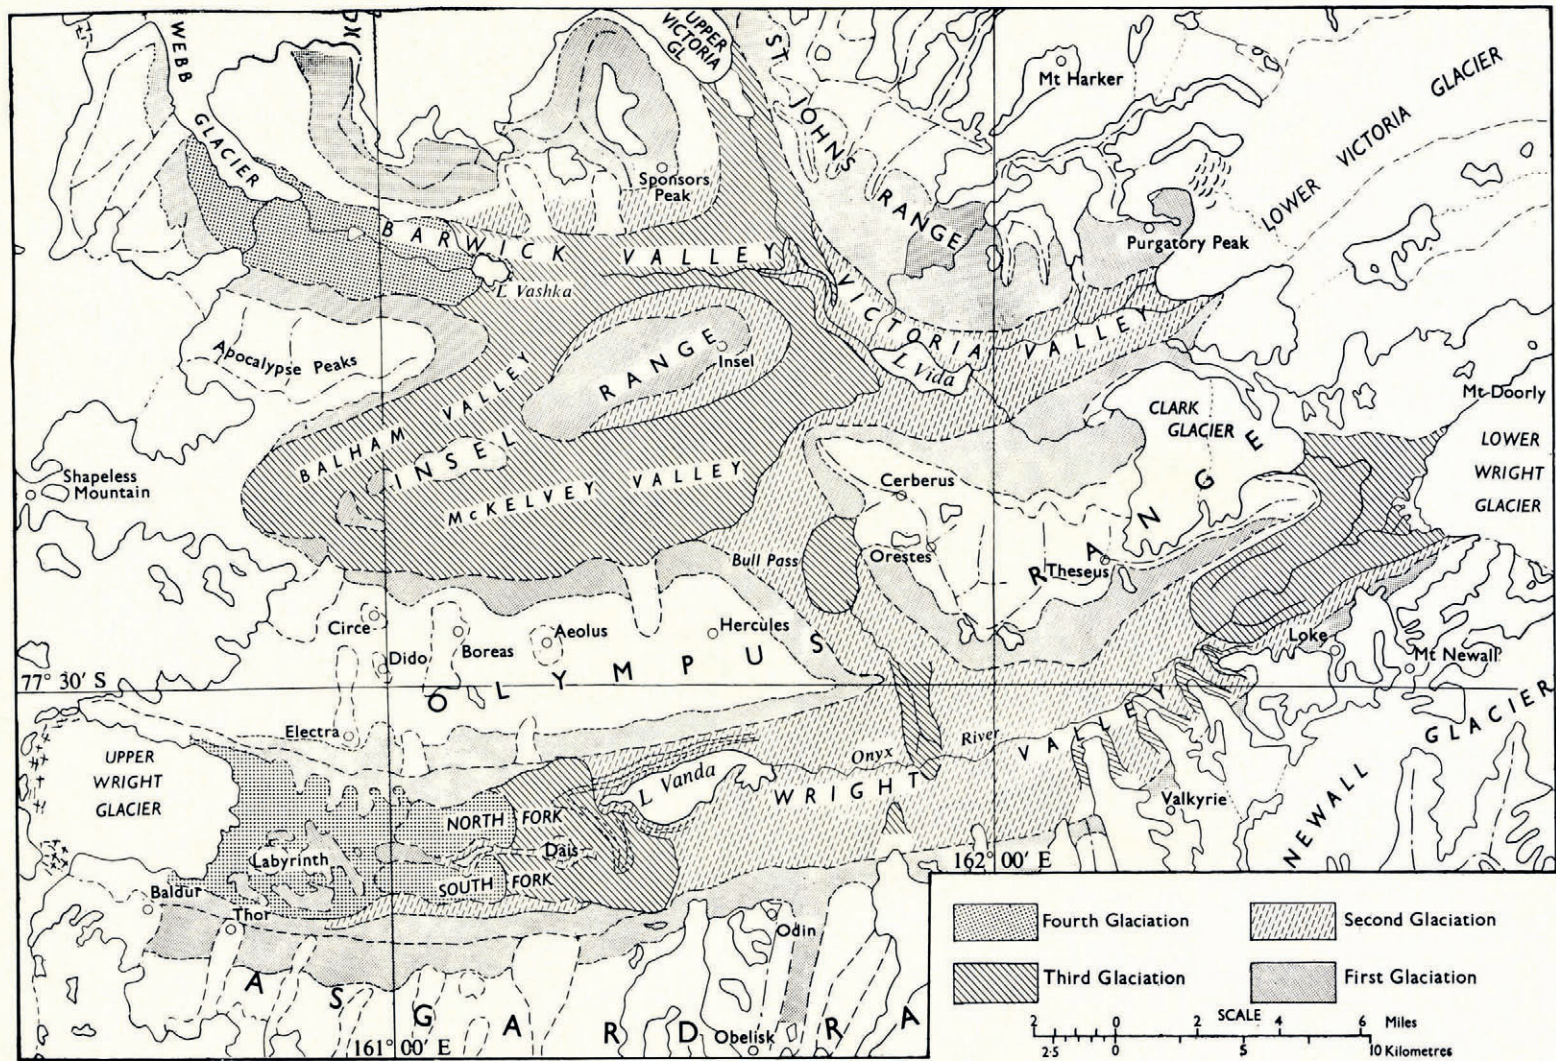 WEBB GLACIER
UPPER VICTORIA GL
ST. JOHNS RANGE
Mt Harker
LOWER VICTORIA GLACIER
Sponsors Peak
Purgatory Peak
BARWICK VALLEY
L Vashka
VICTORIA VALLEY
Apocalypse Peaks
INSEL RANGE
Insel
L. Vida
BALHAM VALLEY
CLARK GLACIER
Mt Doorly
LOWER WRIGHT GLACIER
Shapeless Mountain
McKELVEY VALLEY
Cerberus
Bull Pass
Orestes
Theseus
Circe
Dido
Boreas
Aeolus
Hercules
Loke
Mt Newall
OLYMPUS RANGE
77° 30' S
Electra
UPPER WRIGHT GLACIER
L Vanda
Onyx River
WRIGHT VALLEY
NEWALL GLACIER
Valkyrie
NORTH FORK
Dais
Labyrinth
SOUTH FORK
162° 00' E
Baldur
Thor
Odin
Obelisk
ASGARD RA
161° 00' E
Fourth Glaciation
Second Glaciation
Third Glaciation
First Glaciation
SCALE
2 0 2 4 6 Miles
2·5 0 5 10 Kilometres